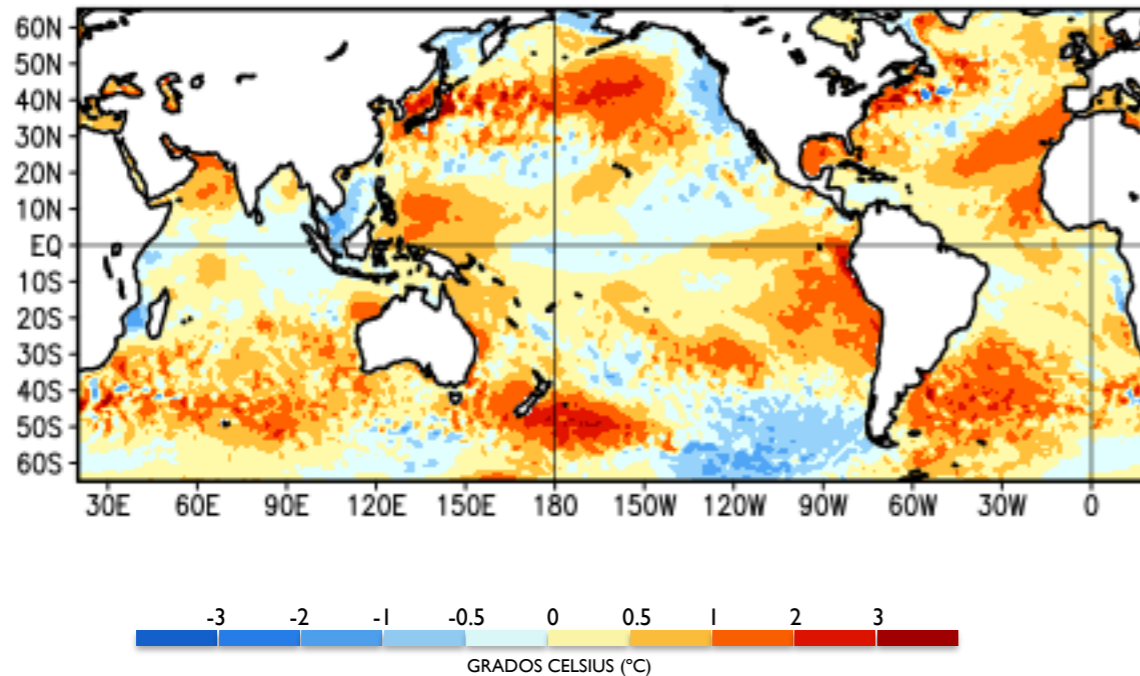 60N
50N
40N
30N
20N
10N
EQ
10S
20S
30S
40S
50S
60S
30E 60E 90E 120E 150E 180 150W 120W 90W 60W 30W 0
-3 -2 -1 -0.5 0 0.5 1 2 3
GRADOS CELSIUS (ºC)